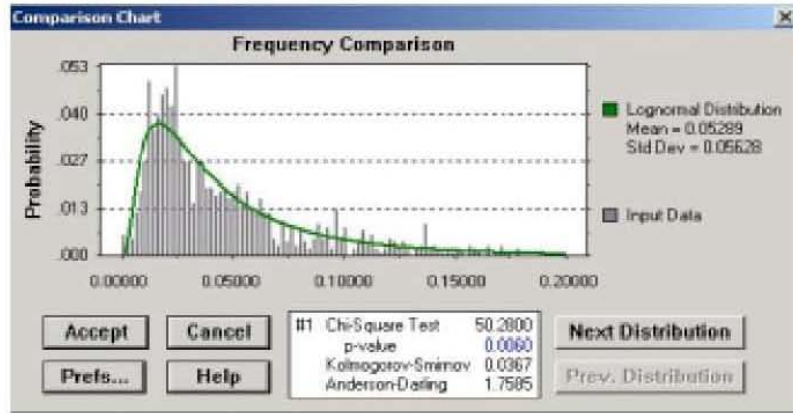 Comparison Chart
Frequency Comparison
Probability
.053
.040
.027
.013
.000
0.00000 0.05000 0.10000 0.15000 0.20000
Lognormal Distribution
Mean = 0.05289
Std Dev = 0.05628
Input Data
Accept
Cancel
Prefs...
Help
#1 Chi-Square Test 50.2800
p-value 0.0060
Kolmogorov-Smirnov 0.0367
Anderson-Darling 1.7585
Next Distribution
Prev. Distribution